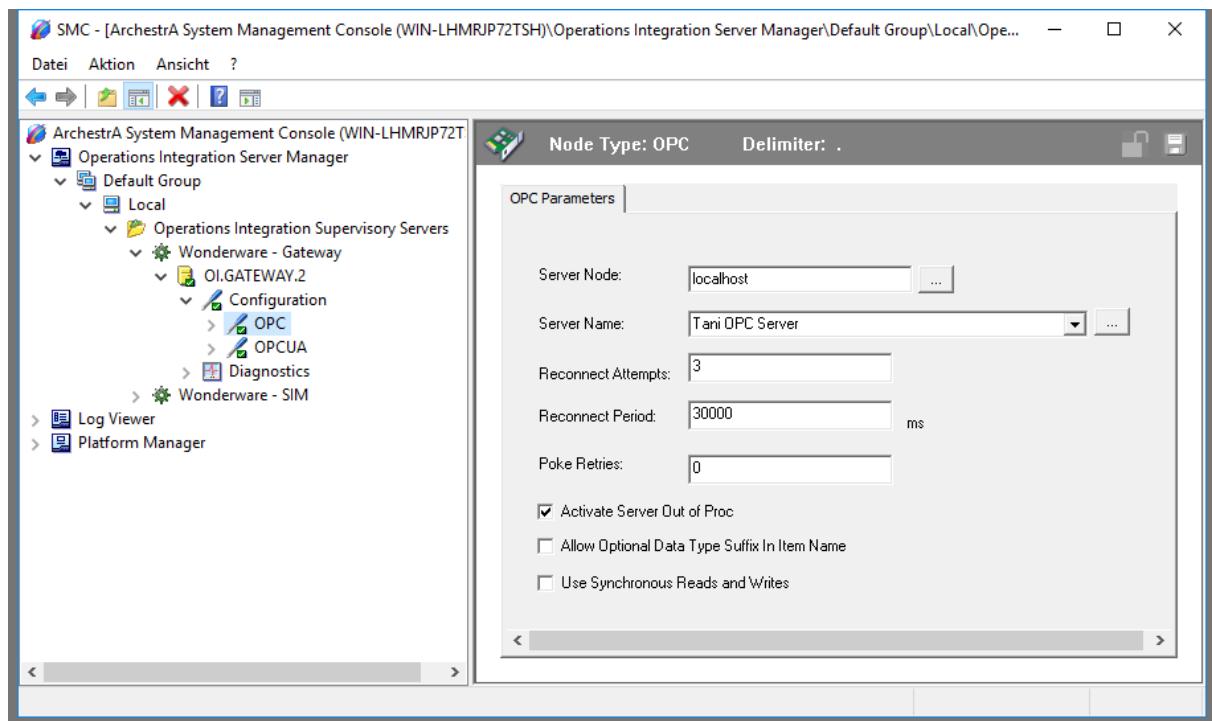 SMC - [ArchestrA System Management Console (WIN-LHMRJP72TSH)\Operations Integration Server Manager\Default Group\Local\Ope...
Datei Aktion Ansicht ?
ArchestrA System Management Console (WIN-LHMRJP72T
Operations Integration Server Manager
Default Group
Local
Operations Integration Supervisory Servers
Wonderware - Gateway
OI.GATEWAY.2
Configuration
OPC
OPCUA
Diagnostics
Wonderware - SIM
Log Viewer
Platform Manager
Node Type: OPC Delimiter: .
OPC Parameters
Server Node: localhost ...
Server Name: Tani OPC Server ...
Reconnect Attempts: 3
Reconnect Period: 30000 ms
Poke Retries: 0
Activate Server Out of Proc
Allow Optional Data Type Suffix In Item Name
Use Synchronous Reads and Writes